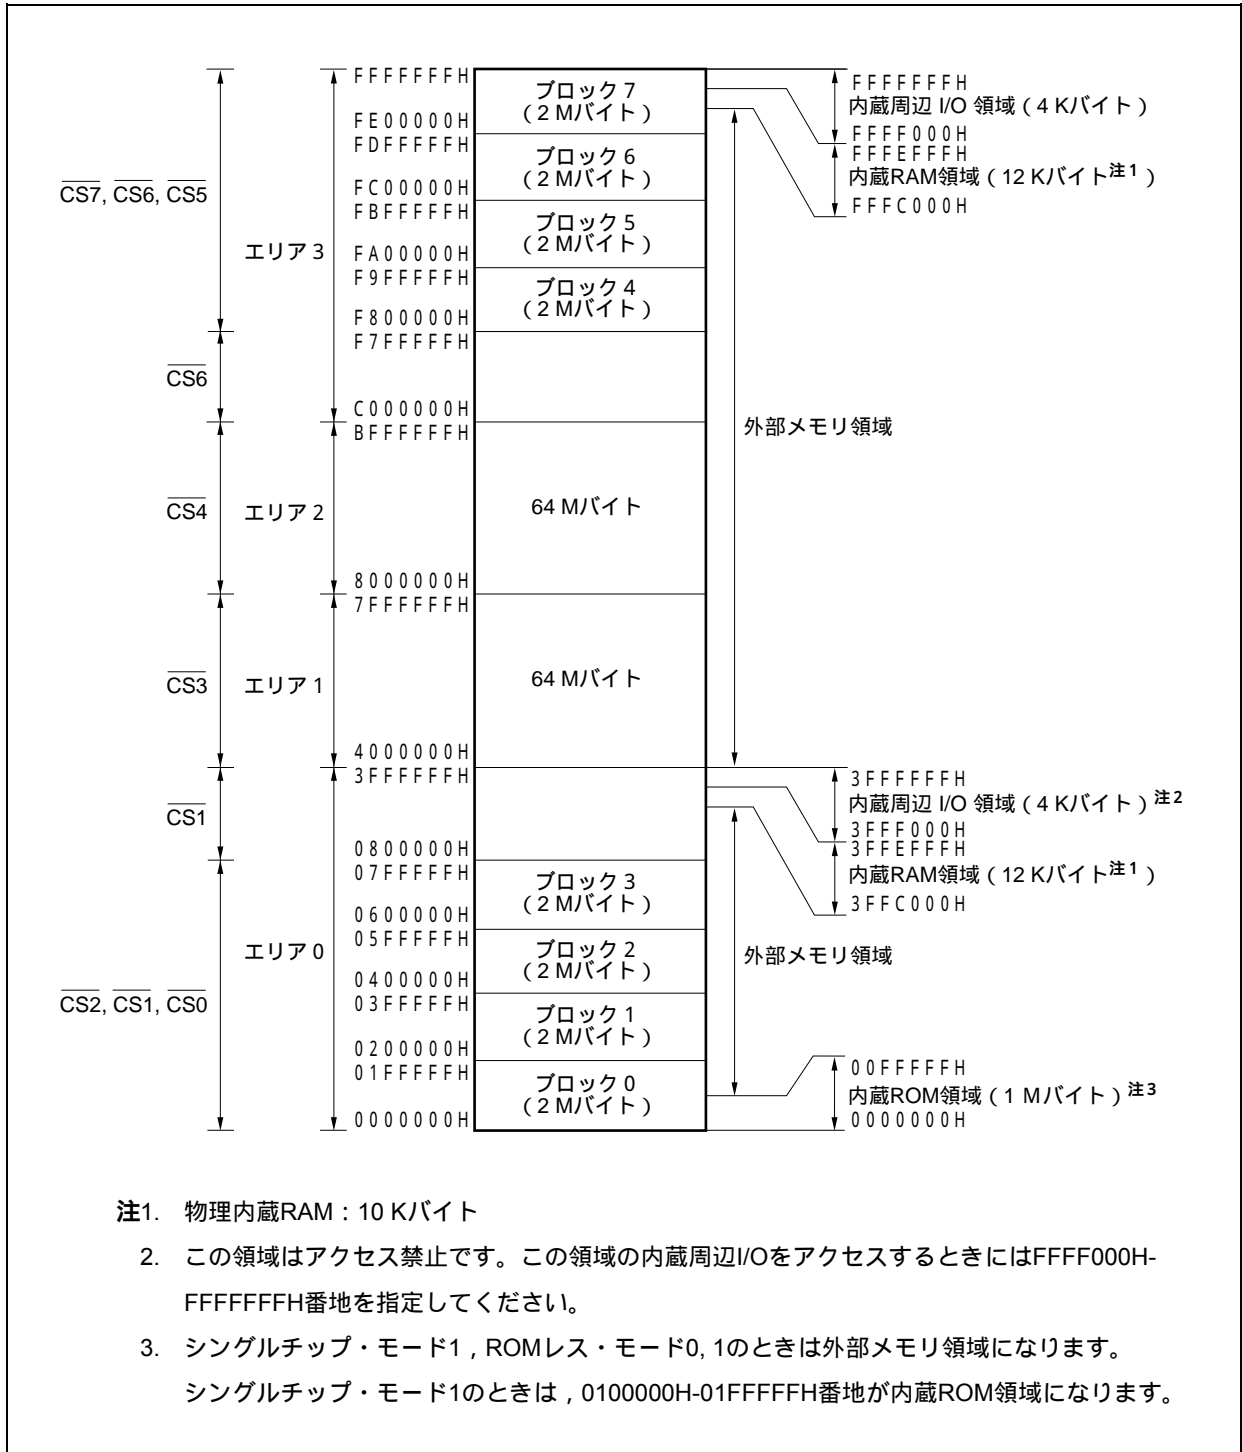 FFFFFFFH
ブロック 7
（2 Mバイト）
FE00000H
FDFFFFFH
ブロック 6
（2 Mバイト）
FC00000H
FBFFFFFH
ブロック 5
（2 Mバイト）
FA00000H
F9FFFFFH
ブロック 4
（2 Mバイト）
F800000H
F7FFFFFH
C000000H
BFFFFFFH
64 Mバイト
8000000H
7FFFFFFH
64 Mバイト
4000000H
3FFFFFFH
0800000H
07FFFFFH
ブロック 3
（2 Mバイト）
0600000H
05FFFFFH
ブロック 2
（2 Mバイト）
0400000H
03FFFFFH
ブロック 1
（2 Mバイト）
0200000H
01FFFFFH
ブロック 0
（2 Mバイト）
0000000H
CS7, CS6, CS5
CS6
CS4
CS3
CS1
CS2, CS1, CS0
エリア 3
エリア 2
エリア 1
エリア 0
FFFFFFFH
内蔵周辺 I/O 領域（4 Kバイト）
FFFF000H
FFFEFFFH
内蔵RAM領域（12 Kバイト注1）
FFFC000H
外部メモリ領域
3FFFFFFH
内蔵周辺 I/O 領域（4 Kバイト）注2
3FFF000H
3FFEFFFH
内蔵RAM領域（12 Kバイト注1）
3FFC000H
外部メモリ領域
00FFFFFH
内蔵ROM領域（1 Mバイト）注3
0000000H
注1. 物理内蔵RAM：10 Kバイト
2. この領域はアクセス禁止です。この領域の内蔵周辺I/OをアクセスするときにはFFFF000H-
FFFFFFFH番地を指定してください。
3. シングルチップ・モード1，ROMレス・モード0, 1のときは外部メモリ領域になります。
シングルチップ・モード1のときは，0100000H-01FFFFFH番地が内蔵ROM領域になります。